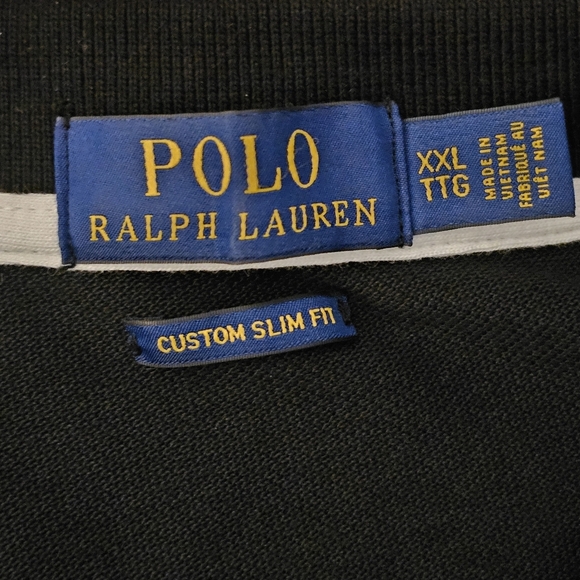 POLO
RALPH LAUREN
XXL
TTG
MADE IN
VIETNAM
FABRIQUÉ AU
VIÊT NAM
CUSTOM SLIM FIT